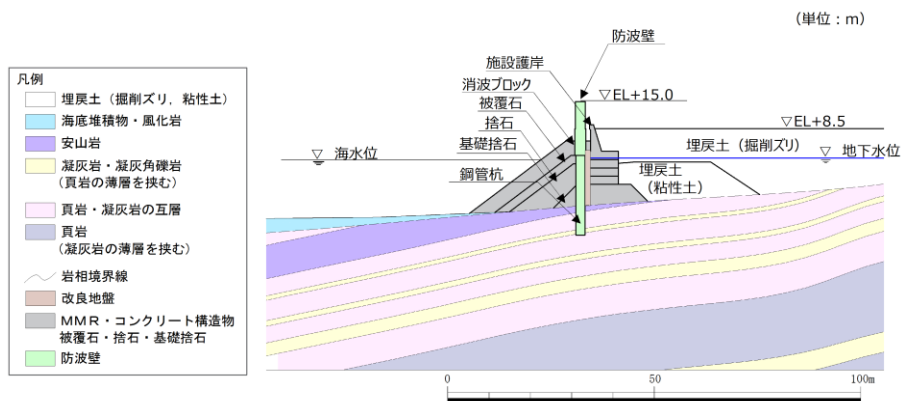 （単位：m）
防波壁
施設護岸
消波ブロック
被覆石
捨石
基礎捨石
鋼管杭
▽EL+15.0
▽EL+8.5
▽ 海水位
埋戻土（掘削ズリ）
▽ 地下水位
埋戻土
（粘性土）
凡例
埋戻土（掘削ズリ，粘性土）
海底堆積物・風化岩
安山岩
凝灰岩・凝灰角礫岩
（頁岩の薄層を挟む）
頁岩・凝灰岩の互層
頁岩
（凝灰岩の薄層を挟む）
岩相境界線
改良地盤
ＭＭＲ・コンクリート構造物
被覆石・捨石・基礎捨石
防波壁
0 50 100m